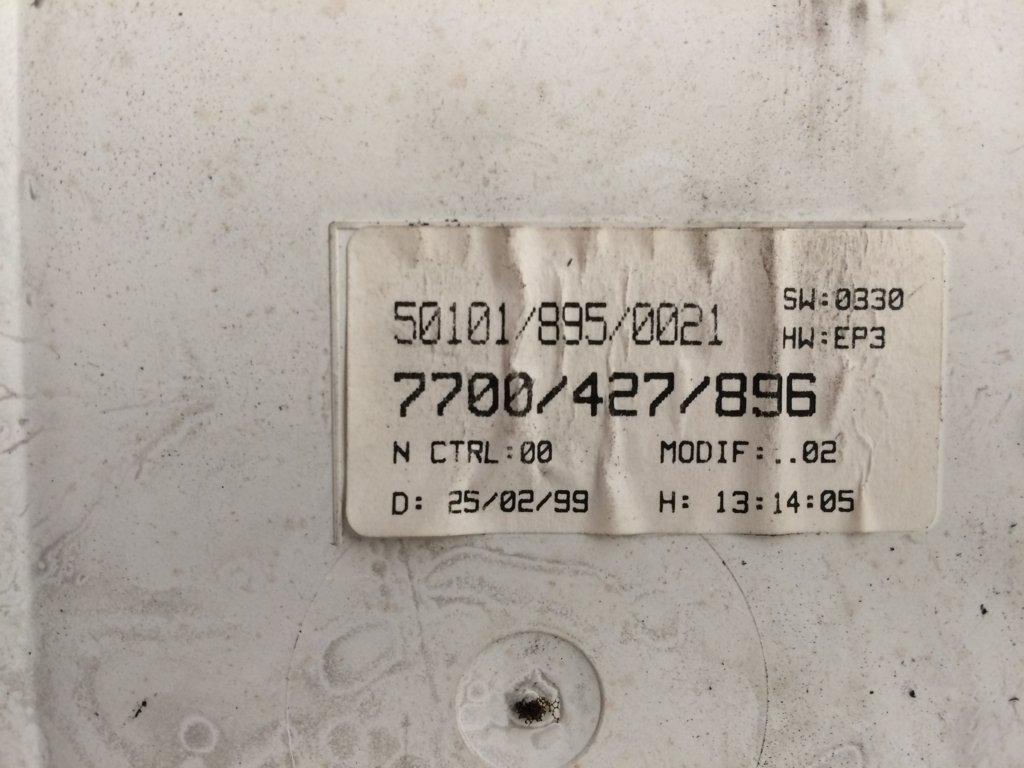 50101/895/0021
SW:0330
HW:EP3
7700/427/896
N CTRL:00 MODIF:..02
D: 25/02/99 H: 13:14:05